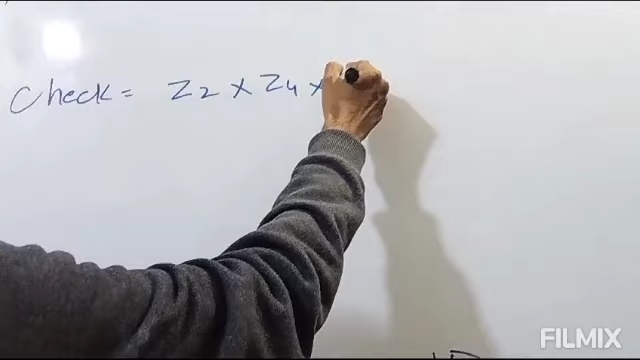 Check = Z2 × Z4 ×
FILMIX